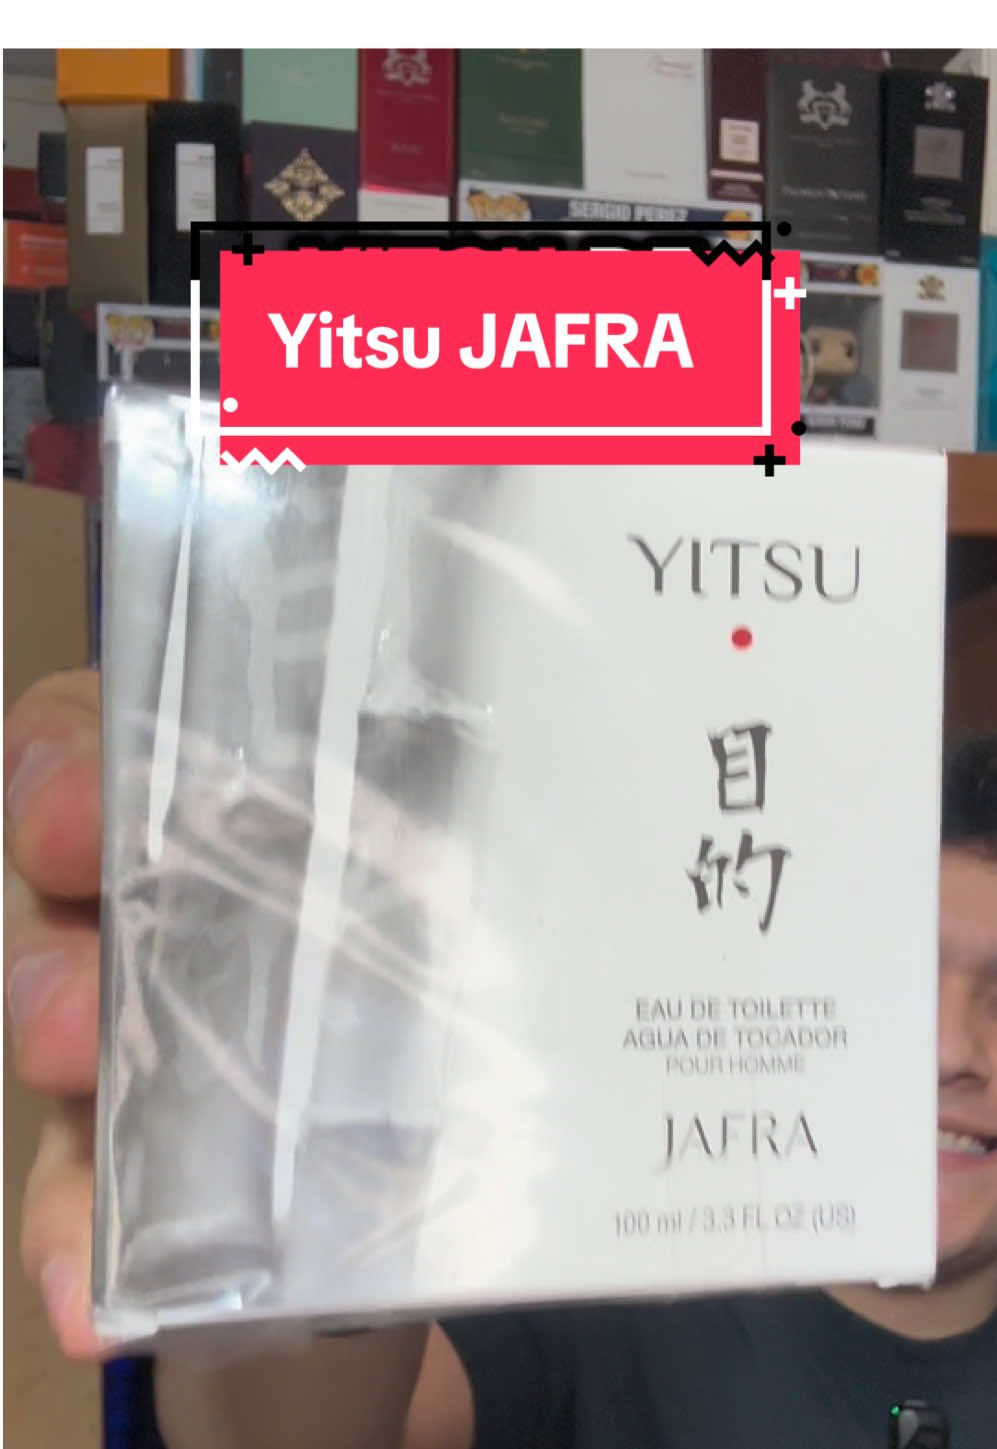 SERGIO PEREZ
Yitsu JAFRA
YITSU
目
的
EAU DE TOILETTE
AGUA DE TOCADOR
POUR HOMME
JAFRA
100 ml / 3.3 FL OZ (US)